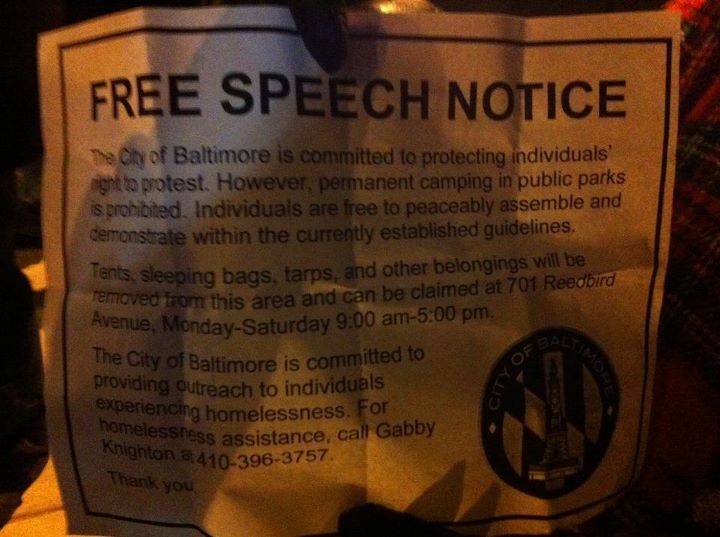 FREE SPEECH NOTICE
The City of Baltimore is committed to protecting individuals'
right to protest. However, permanent camping in public parks
is prohibited. Individuals are free to peaceably assemble and
demonstrate within the currently established guidelines.
Tents, sleeping bags, tarps, and other belongings will be
removed from this area and can be claimed at 701 Reedbird
Avenue, Monday-Saturday 9:00 am-5:00 pm.
The City of Baltimore is committed to
providing outreach to individuals
experiencing homelessness. For
homelessness assistance, call Gabby
Knighton at 410-396-3757.
Thank you
CITY OF BALTIMORE